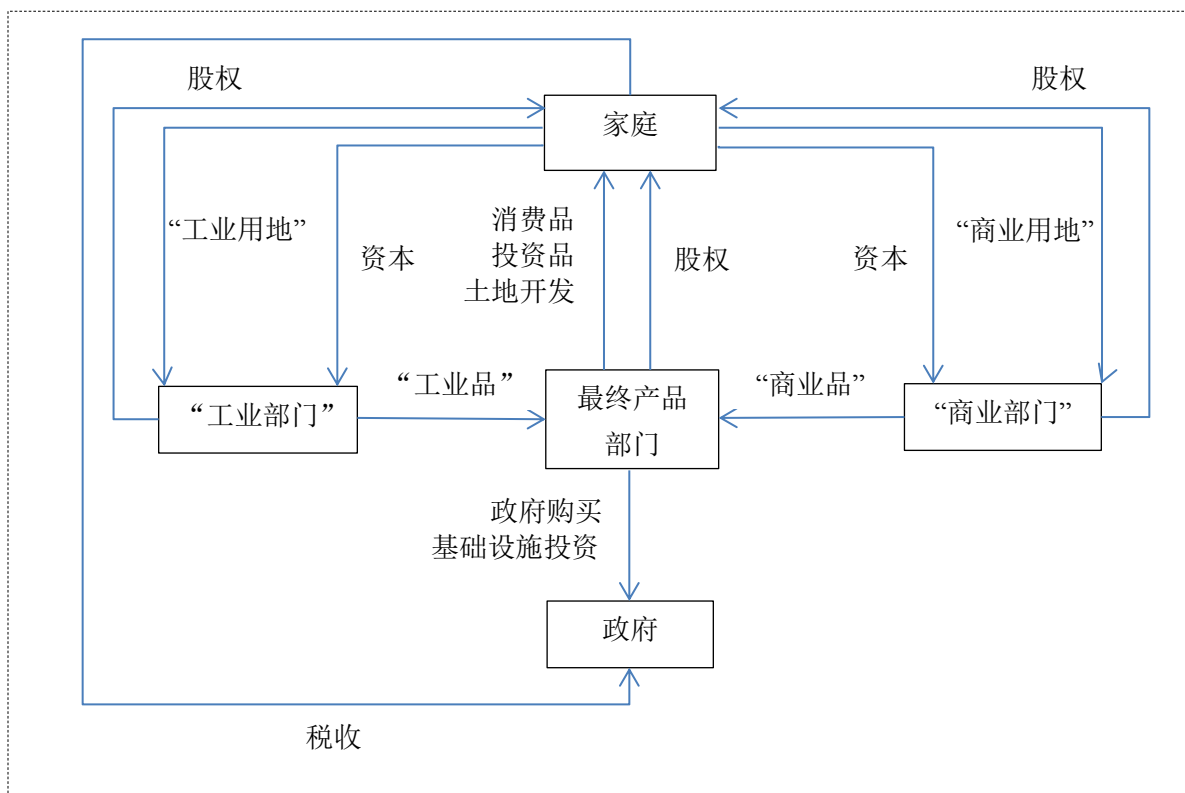 股权
股权
家庭
“工业用地”
资本
消费品
投资品
土地开发
股权
资本
“商业用地”
“工业部门”
“工业品”
最终产品
部门
“商业品”
“商业部门”
政府购买
基础设施投资
政府
税收